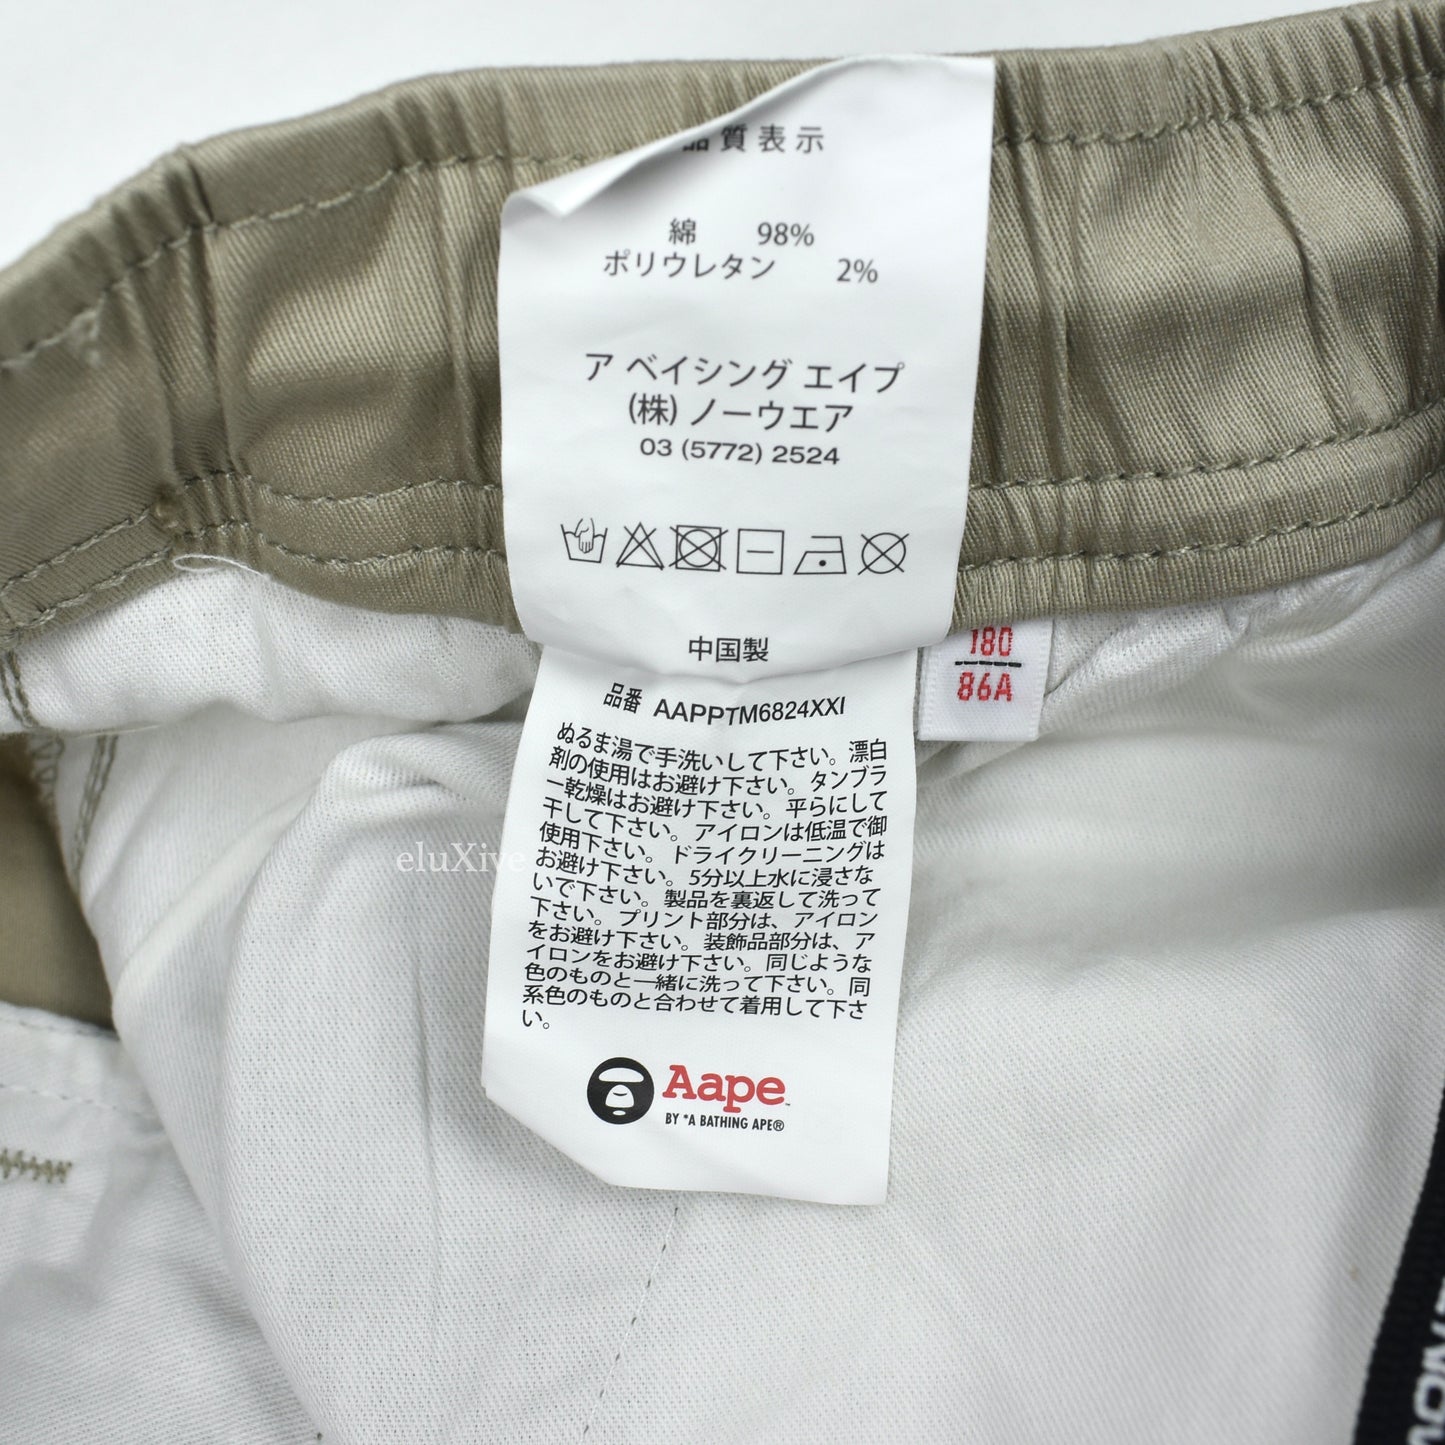 品質表示
綿 98%
ポリウレタン 2%
ア ベイシング エイプ
(株) ノーウエア
03 (5772) 2524
中国製
180
86A
品番 AAPPTM6824XXI
ぬるま湯で手洗いして下さい。漂白
剤の使用はお避け下さい。タンブラ
ー乾燥はお避け下さい。平らにして
干して下さい。アイロンは低温で御
使用下さい。ドライクリーニングは
お避け下さい。5分以上水に浸さな
いで下さい。製品を裏返して洗って
下さい。プリント部分は、アイロン
をお避け下さい。装飾品部分は、ア
イロンをお避け下さい。同じような
色のものと一緒に洗って下さい。同
系色のものと合わせて着用して下さ
い。
eluXive
Aape
BY *A BATHING APE®